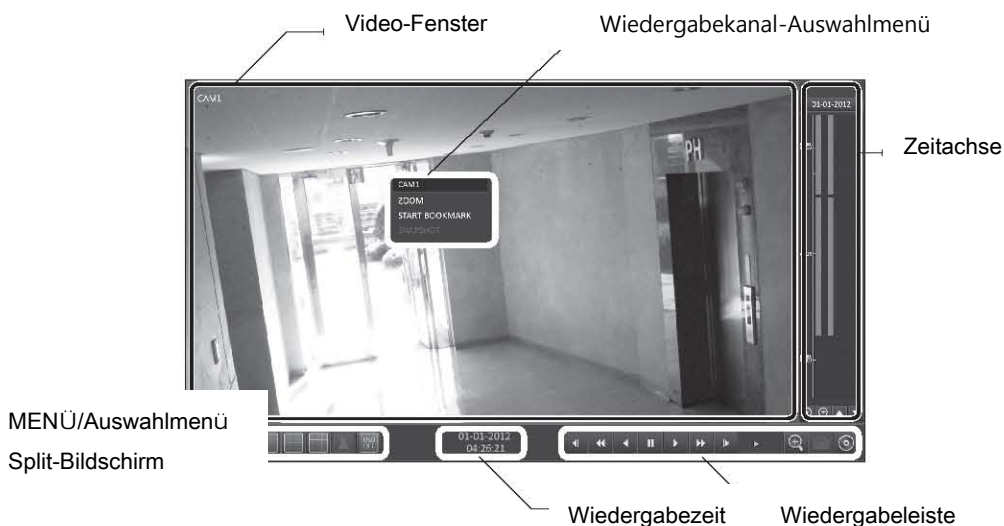 Video-Fenster
Wiedergabekanal-Auswahlmenü
CAM1
01-01-2012
PH
Zeitachse
CAM1
ZOOM
START BOOKMARK
SNAPSHOT
MENÜ/Auswahlmenü
Split-Bildschirm
01-01-2012
04:26:21
Wiedergabezeit
Wiedergabeleiste